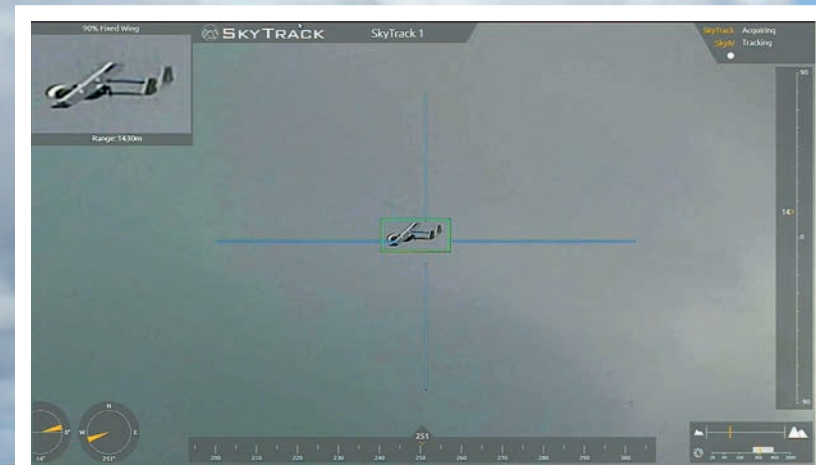 90% Fixed Wing
SKYTRACK
SkyTrack 1
SkyTrack Acquiring
SkyAI Tracking
Range: 1430m
90
14
0
-90
N
W
E
0°
14°
251°
251
200 210 220 230 240 250 260 270 280 290 300